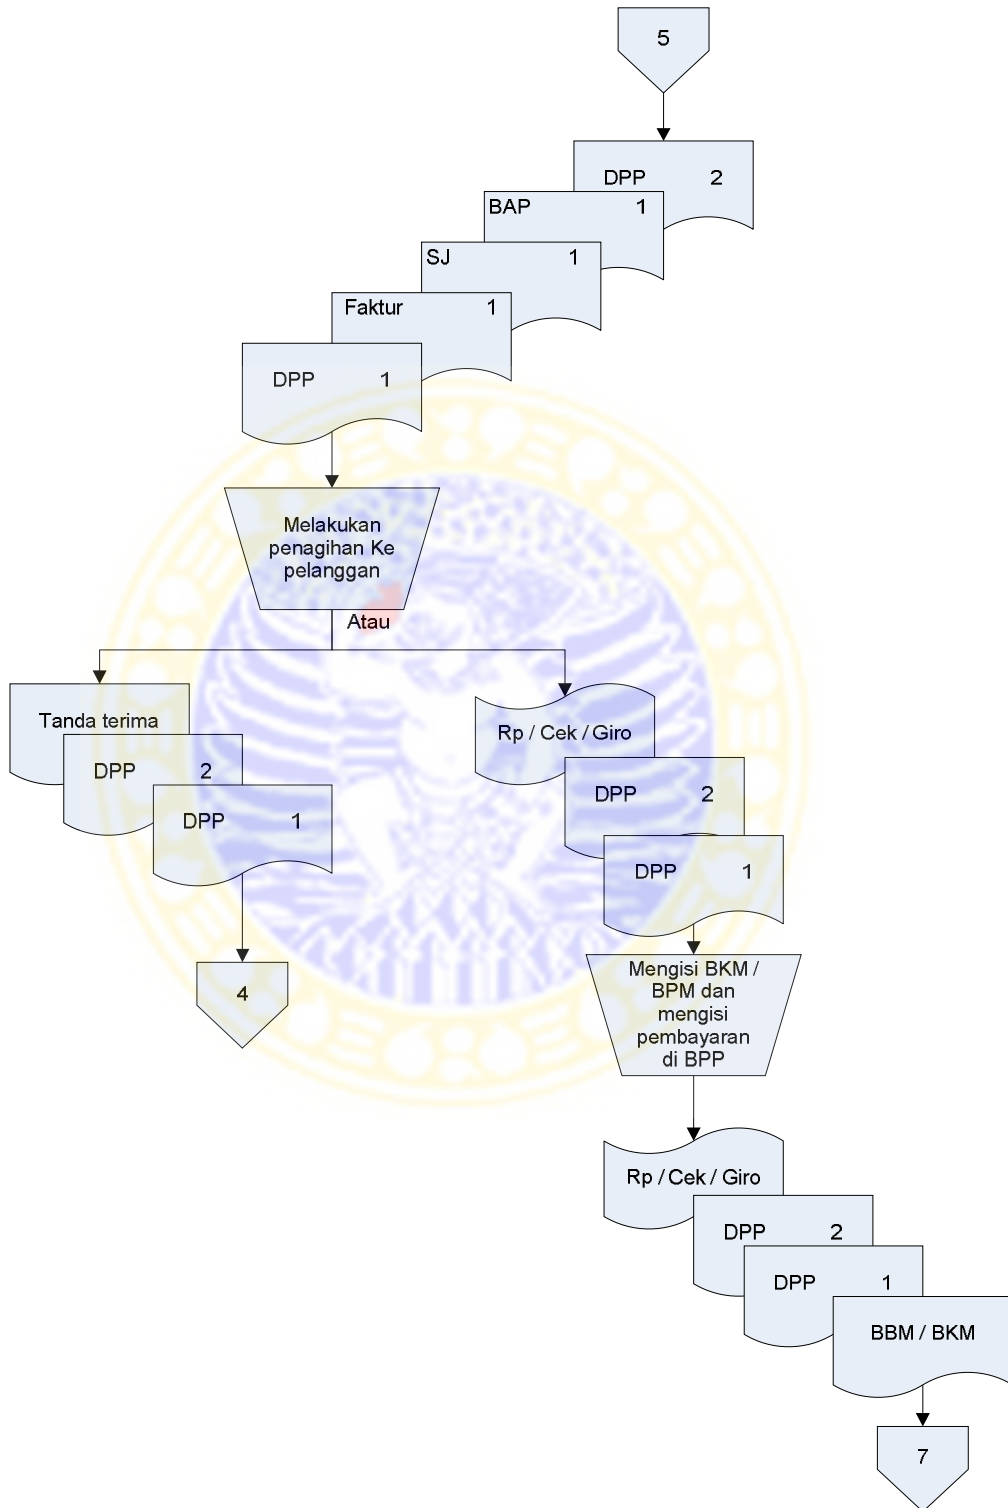 5
DPP 2
BAP 1
SJ 1
Faktur 1
DPP 1
Melakukan
penagihan Ke
pelanggan
Atau
Tanda terima
DPP 2
DPP 1
4
Rp / Cek / Giro
DPP 2
DPP 1
Mengisi BKM /
BPM dan
mengisi
pembayaran
di BPP
Rp / Cek / Giro
DPP 2
DPP 1
BBM / BKM
7